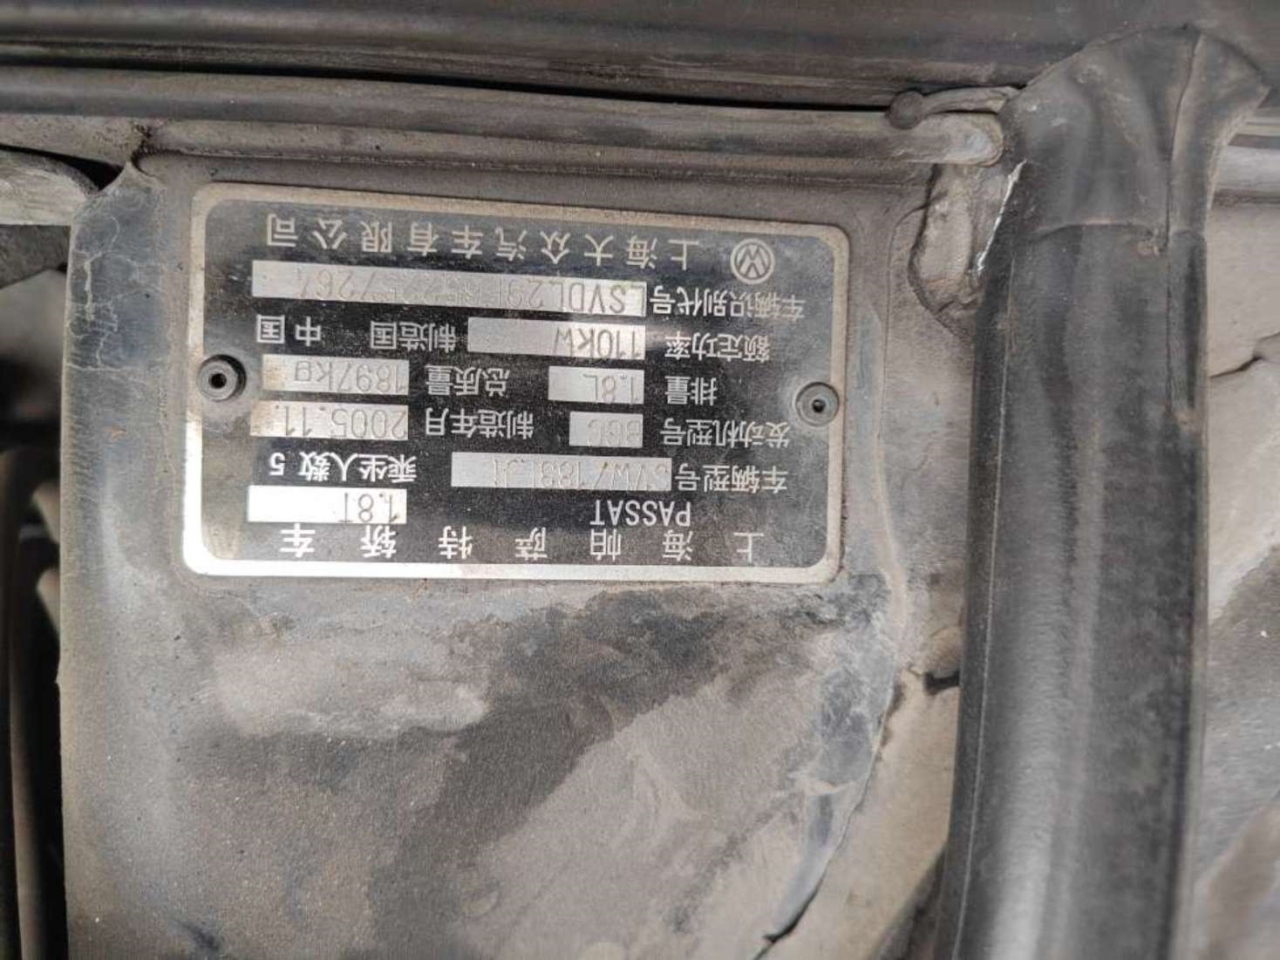 上海帕萨特轿车
PASSAT 1.8T
车辆型号 乘坐人数 5
发动机型号 BGC 制造年月 2005.11.
排量 1.8L 总质量 1897kg
额定功率 110kW 制造国 中国
车辆识别代号
上海大众汽车有限公司